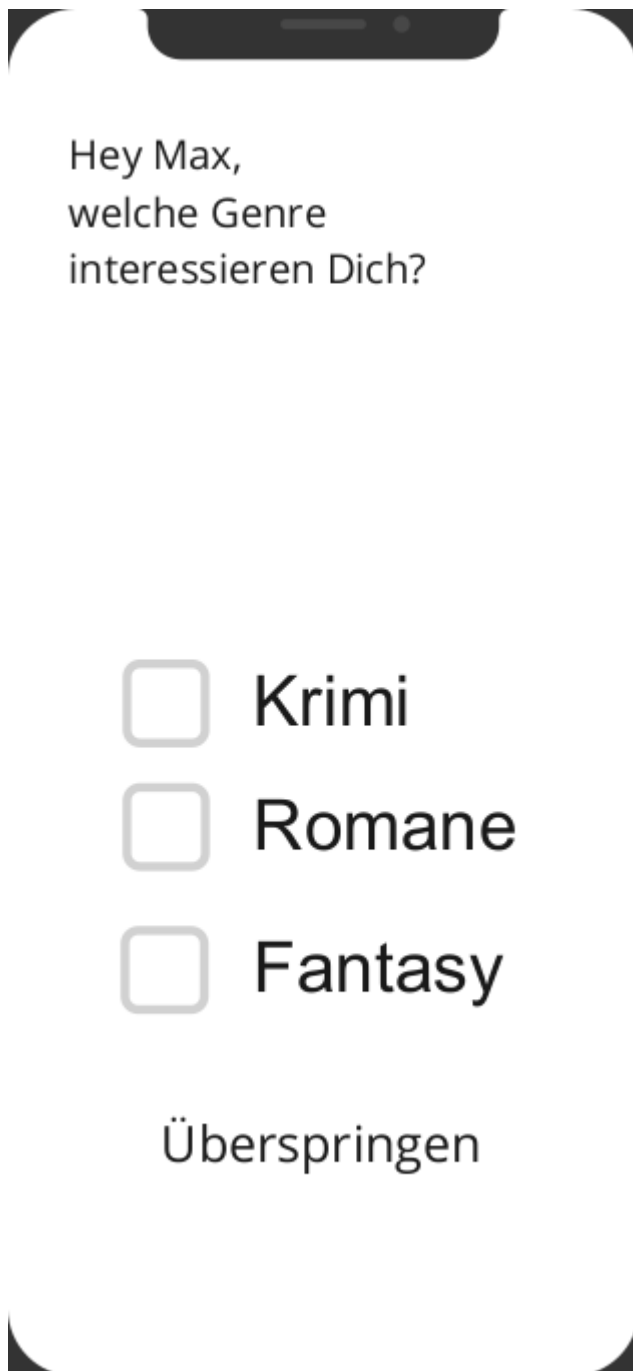 Hey Max,
welche Genre
interessieren Dich?
Krimi
Romane
Fantasy
Überspringen